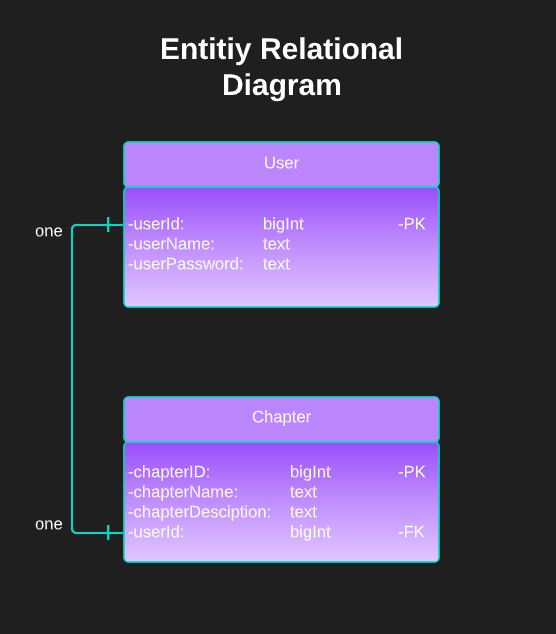 Entitiy Relational
Diagram
User
-userId: bigInt -PK
one
-userName: text
-userPassword: text
Chapter
-chapterID: bigInt -PK
-chapterName: text
-chapterDesciption: text
one
-userId: bigInt -FK